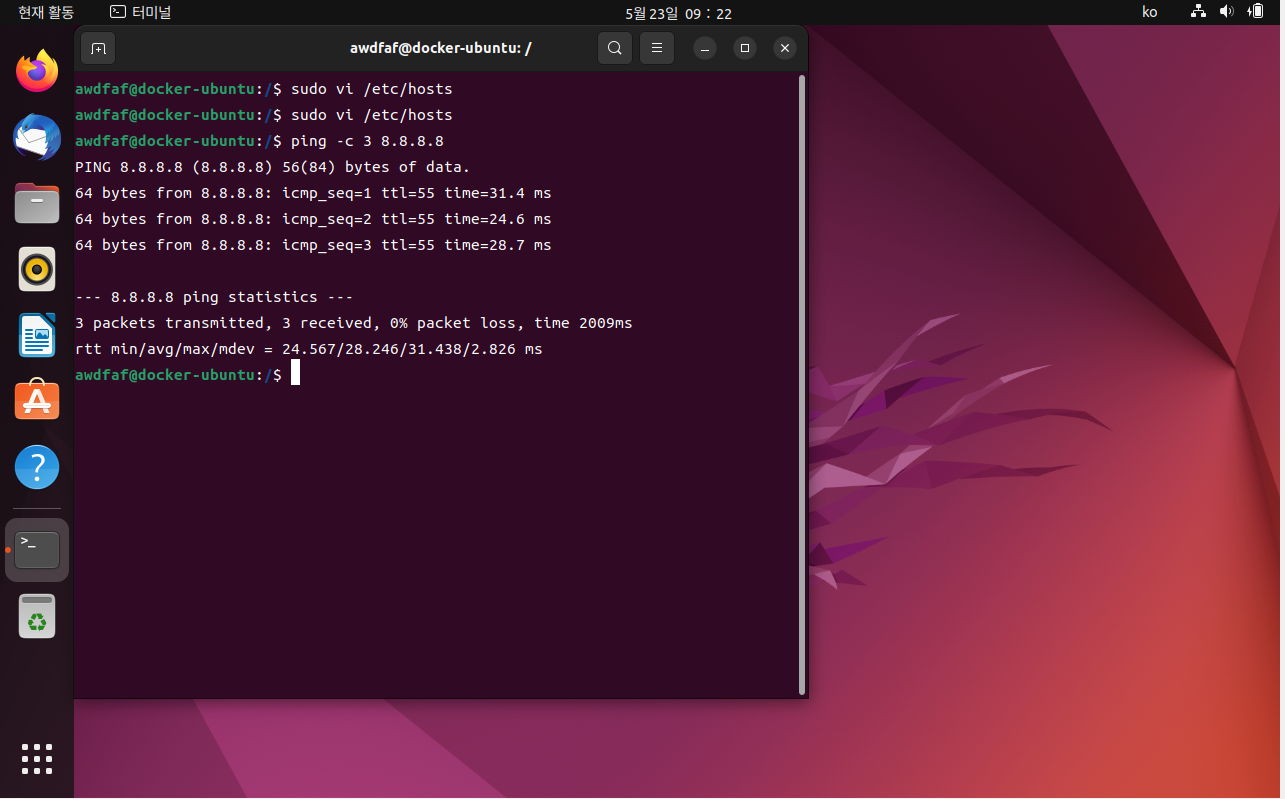 현재 활동 터미널 5월 23일 09 : 22 ko
awdfaf@docker-ubuntu: /
awdfaf@docker-ubuntu:/$ sudo vi /etc/hosts
awdfaf@docker-ubuntu:/$ sudo vi /etc/hosts
awdfaf@docker-ubuntu:/$ ping -c 3 8.8.8.8
PING 8.8.8.8 (8.8.8.8) 56(84) bytes of data.
64 bytes from 8.8.8.8: icmp_seq=1 ttl=55 time=31.4 ms
64 bytes from 8.8.8.8: icmp_seq=2 ttl=55 time=24.6 ms
64 bytes from 8.8.8.8: icmp_seq=3 ttl=55 time=28.7 ms
--- 8.8.8.8 ping statistics ---
3 packets transmitted, 3 received, 0% packet loss, time 2009ms
rtt min/avg/max/mdev = 24.567/28.246/31.438/2.826 ms
awdfaf@docker-ubuntu:/$